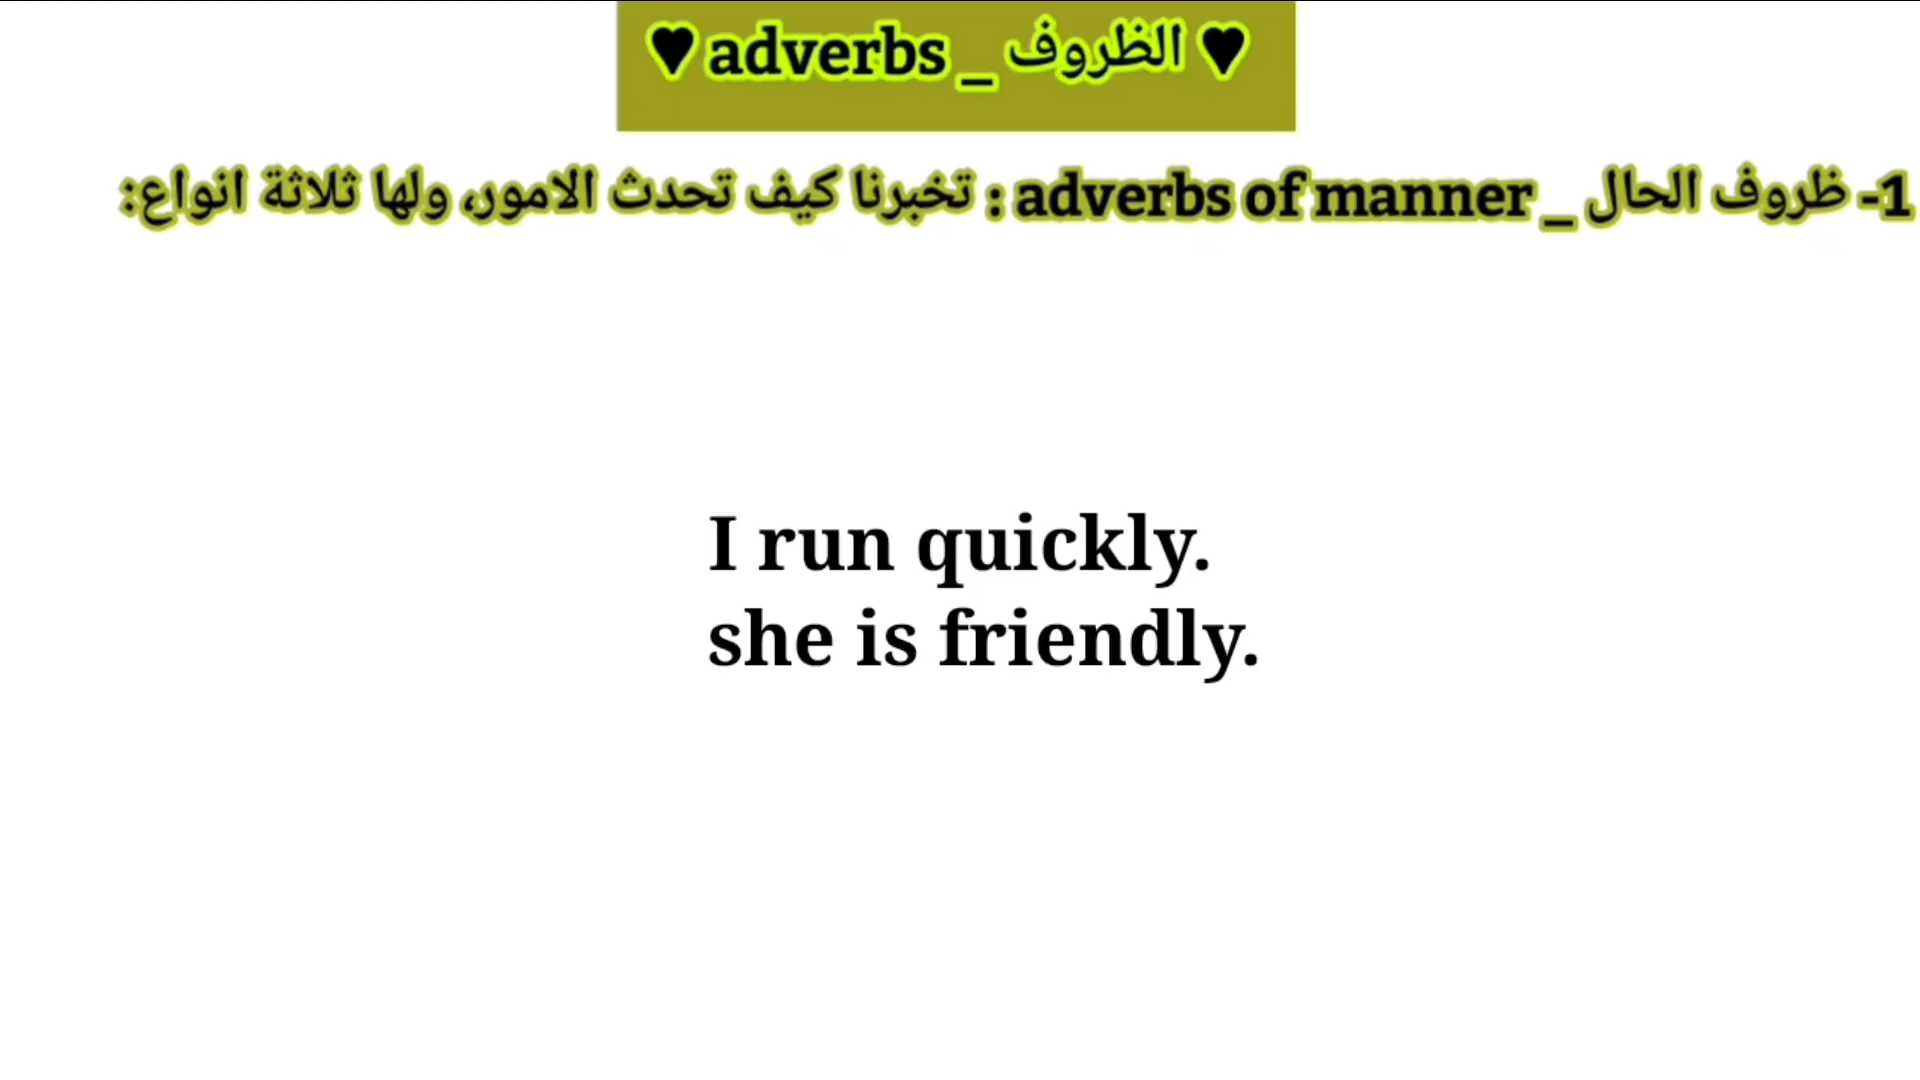 ♥ الظروف _ adverbs ♥
1- ظروف الحال _ adverbs of manner : تخبرنا كيف تحدث الامور، ولها ثلاثة انواع:
I run quickly.
she is friendly.